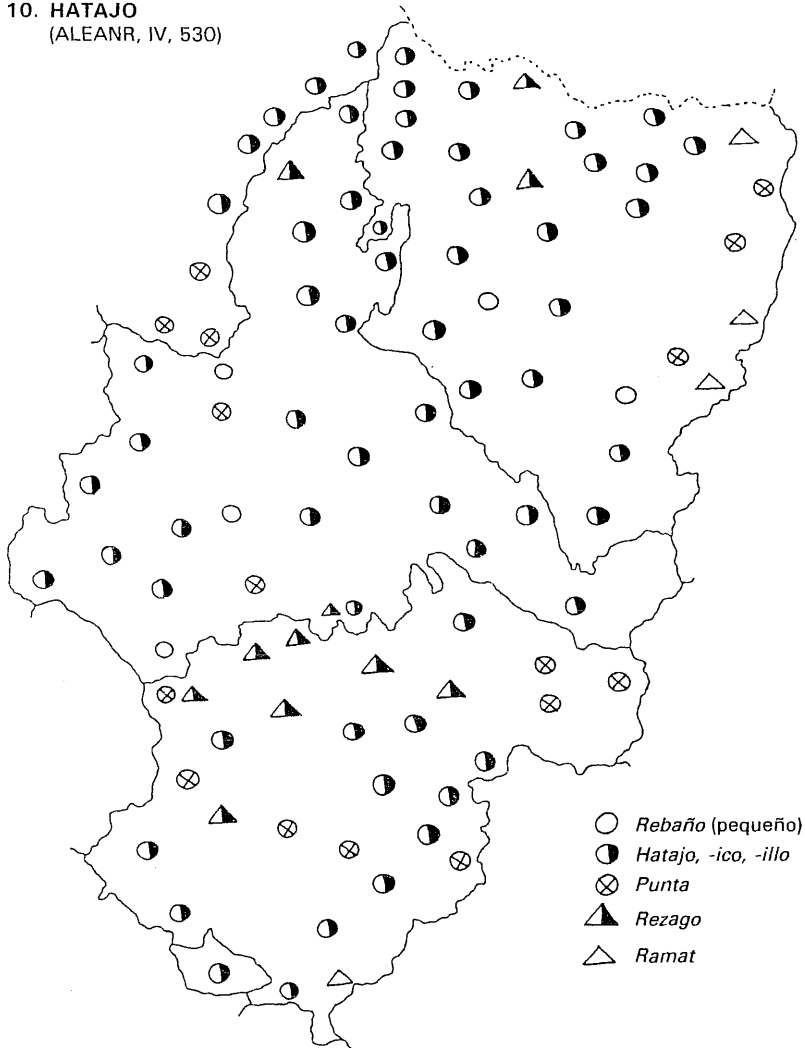 10. HATAJO
(ALEANR, IV, 530)
Rebaño (pequeño)
Hatajo, -ico, -illo
Punta
Rezago
Ramat